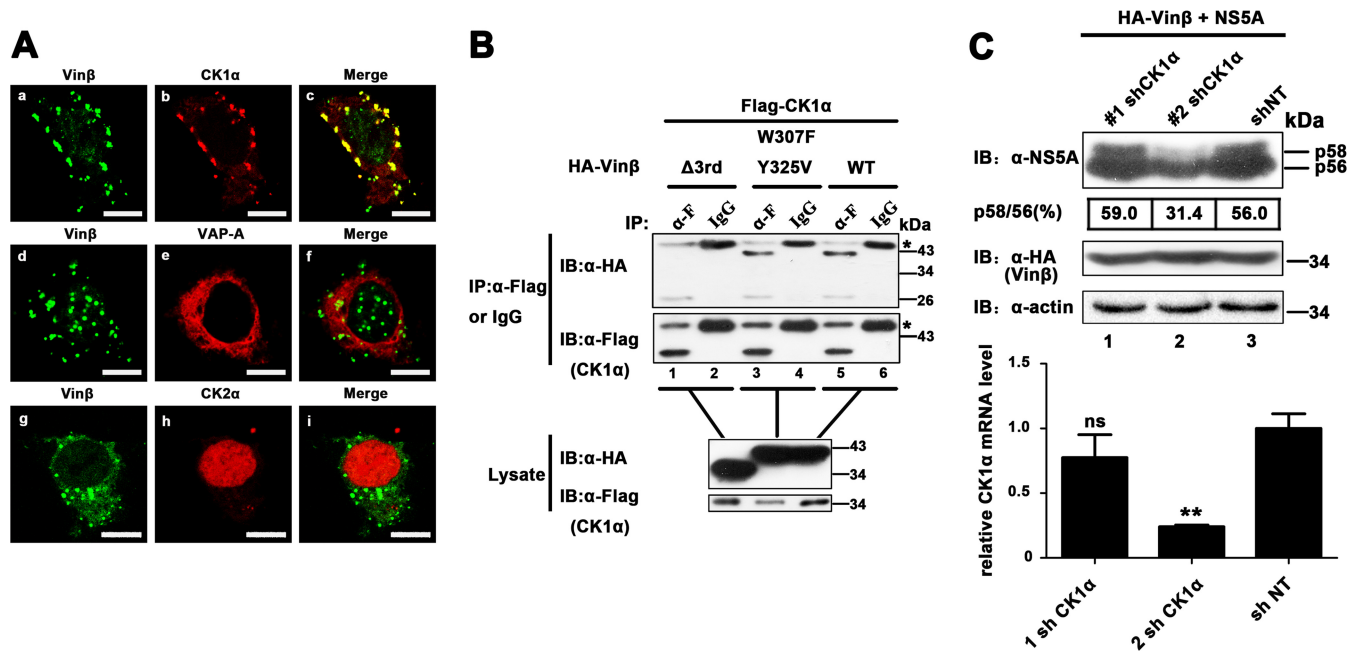 A
Vinβ CK1α Merge
a b c
Vinβ VAP-A Merge
d e f
Vinβ CK2α Merge
g h i
B
Flag-CK1α
W307F
HA-Vinβ Δ3rd Y325V WT
IP: α-F IgG α-F IgG α-F IgG kDa
IP:α-Flag
or IgG
IB:α-HA
*
43
34
26
IB:α-Flag
(CK1α)
*
43
1 2 3 4 5 6
Lysate
IB:α-HA
43
34
IB:α-Flag
(CK1α)
34
C
HA-Vinβ + NS5A
#1 shCK1α #2 shCK1α shNT kDa
IB: α-NS5A
p58
p56
p58/56(%) 59.0 31.4 56.0
IB: α-HA
(Vinβ)
34
IB: α-actin
34
1 2 3
relative CK1α mRNA level
1.5
1.0
0.5
0
ns
**
1 sh CK1α 2 sh CK1α sh NT